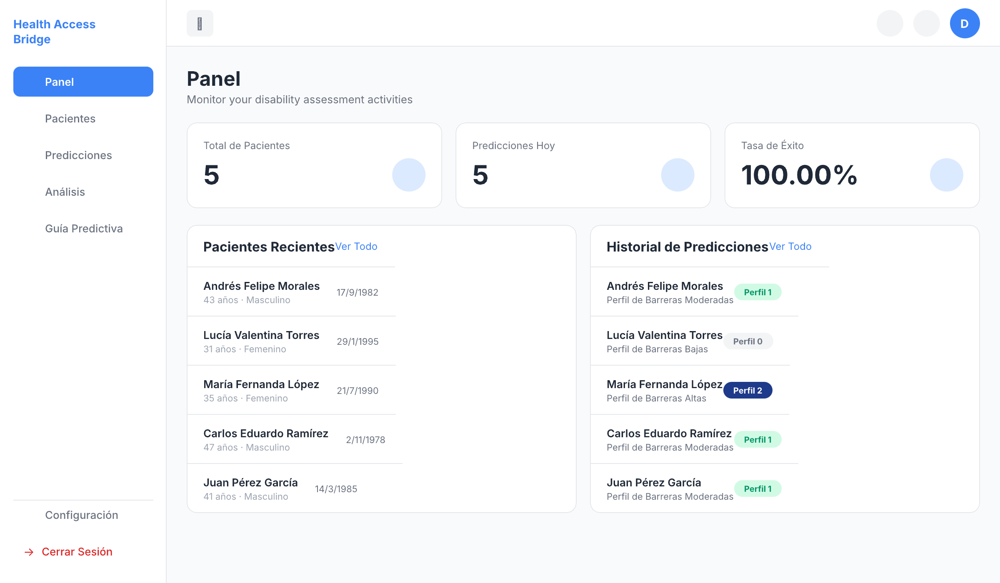 Health Access
Bridge
Panel
Pacientes
Predicciones
Análisis
Guía Predictiva
Configuración
→ Cerrar Sesión
D
Panel
Monitor your disability assessment activities
Total de Pacientes
5
Predicciones Hoy
5
Tasa de Éxito
100.00%
Pacientes Recientes Ver Todo
Andrés Felipe Morales
43 años · Masculino
17/9/1982
Lucía Valentina Torres
31 años · Femenino
29/1/1995
María Fernanda López
35 años · Femenino
21/7/1990
Carlos Eduardo Ramírez
47 años · Masculino
2/11/1978
Juan Pérez García
41 años · Masculino
14/3/1985
Historial de Predicciones Ver Todo
Andrés Felipe Morales
Perfil de Barreras Moderadas
Perfil 1
Lucía Valentina Torres
Perfil de Barreras Bajas
Perfil 0
María Fernanda López
Perfil de Barreras Altas
Perfil 2
Carlos Eduardo Ramírez
Perfil de Barreras Moderadas
Perfil 1
Juan Pérez García
Perfil de Barreras Moderadas
Perfil 1